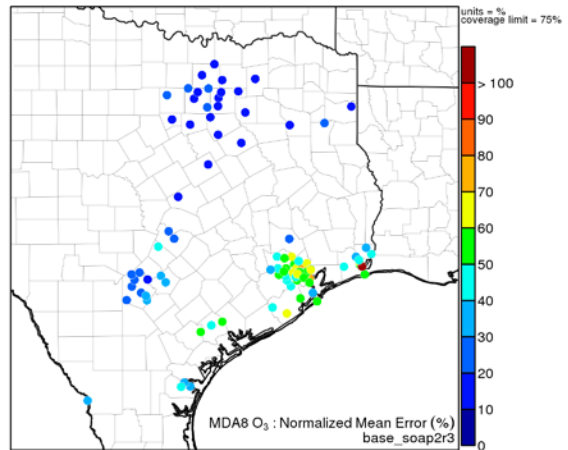 units = %
coverage limit = 75%
> 100
90
80
70
60
50
40
30
20
10
0
MDA8 O₃ : Normalized Mean Error (%)
base_soap2r3